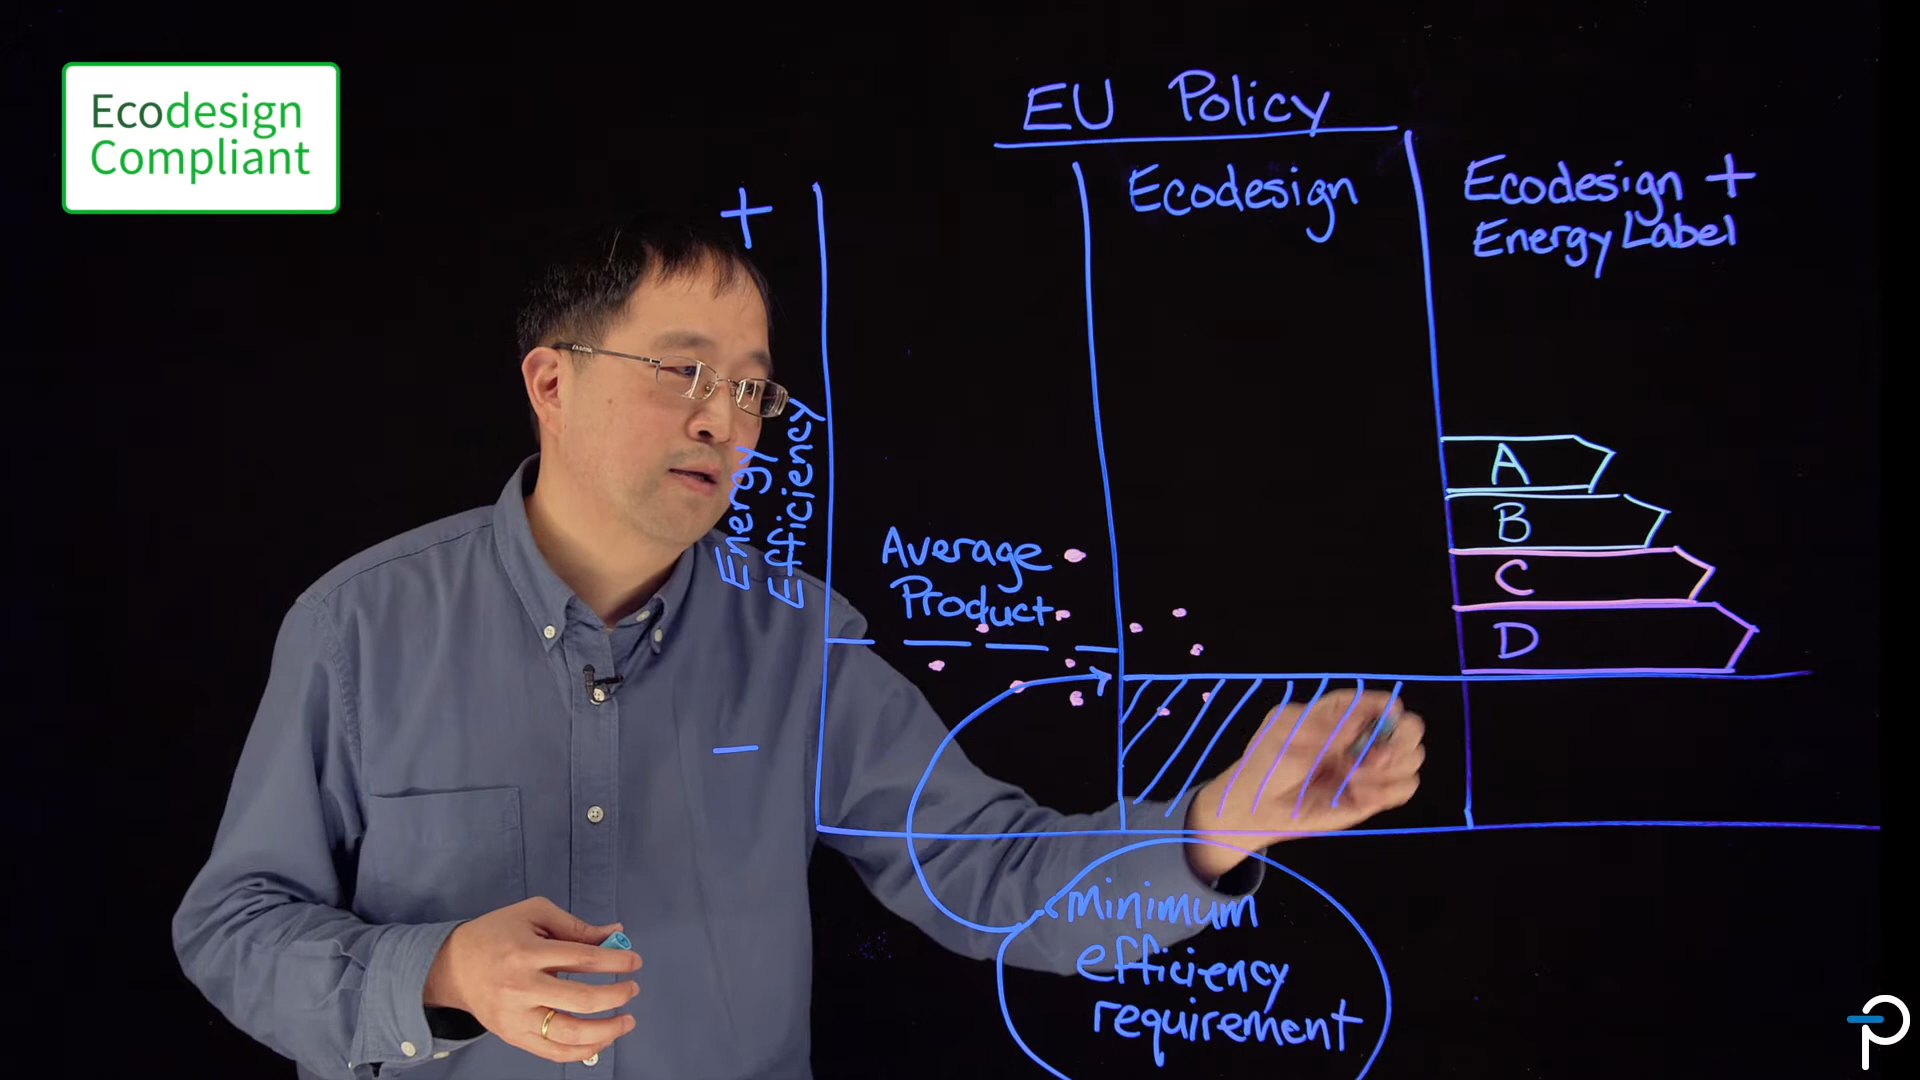 Ecodesign
Compliant
EU Policy
Ecodesign
Ecodesign +
Energy Label
+
Energy
Efficiency
Average
Product
A
B
C
D
-
minimum
efficiency
requirement